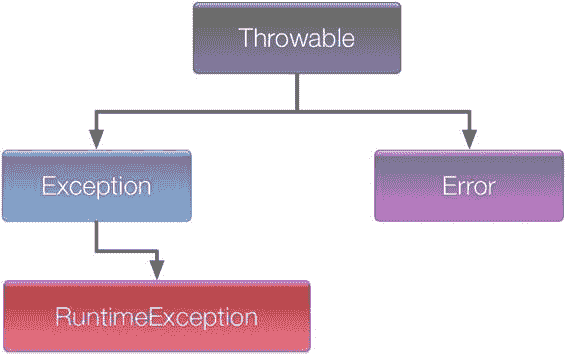 Throwable
Exception
Error
RuntimeException